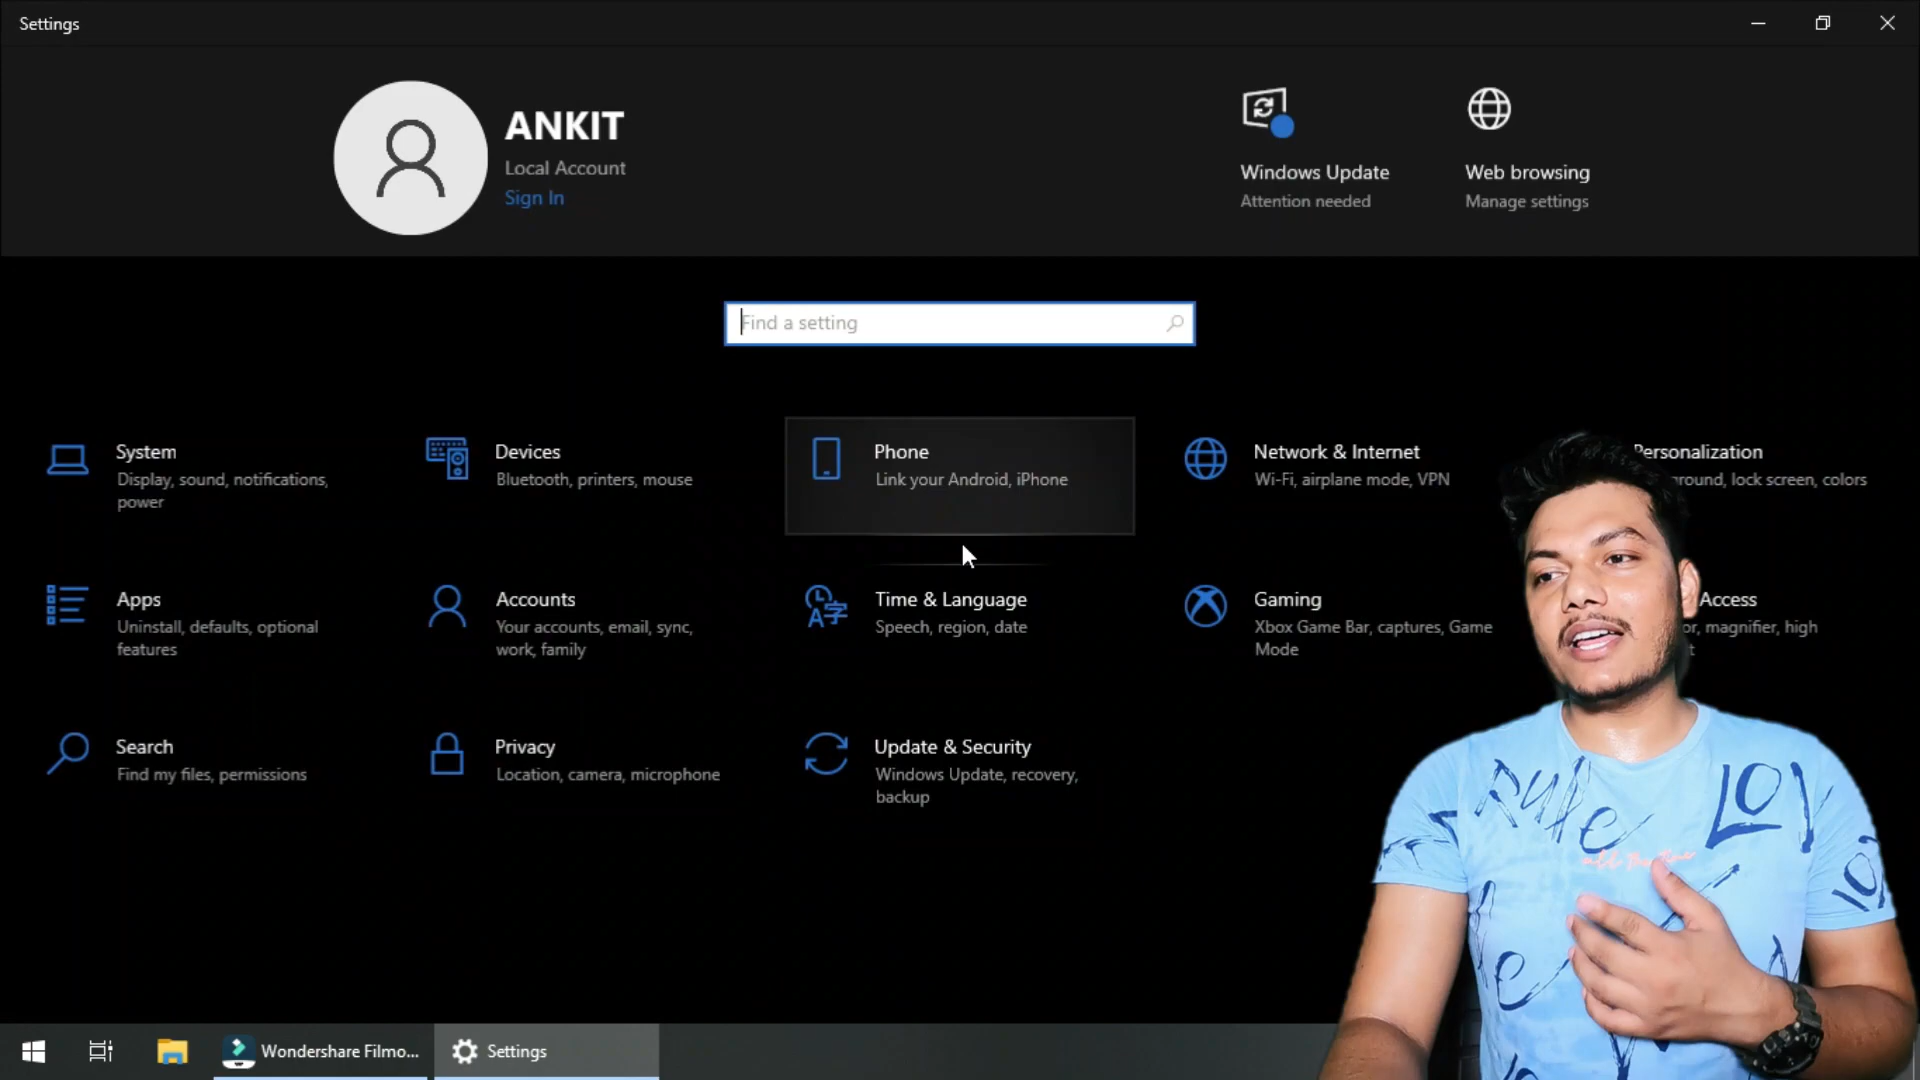 Settings
ANKIT
Local Account
Sign In
Windows Update
Attention needed
Web browsing
Manage settings
Find a setting
System
Display, sound, notifications,
power
Devices
Bluetooth, printers, mouse
Phone
Link your Android, iPhone
Network & Internet
Wi-Fi, airplane mode, VPN
Personalization
lock screen, colors
Apps
Uninstall, defaults, optional
features
Accounts
Your accounts, email, sync,
work, family
Time & Language
Speech, region, date
Gaming
Xbox Game Bar, captures, Game
Mode
Access
magnifier, high
Search
Find my files, permissions
Privacy
Location, camera, microphone
Update & Security
Windows Update, recovery,
backup
Wondershare Filmo...
Settings